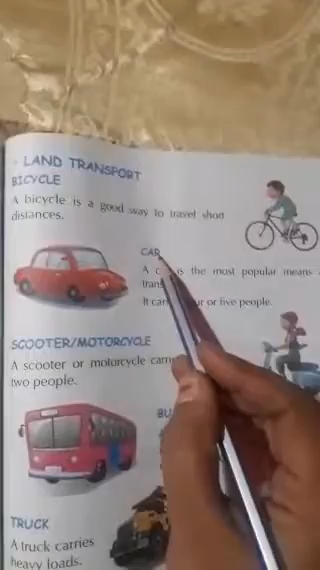 LAND TRANSPORT
BICYCLE
A bicycle is a good way to travel short
distances.
CAR
A is the most popular means
It can or five people.
SCOOTER/MOTORCYCLE
A scooter or motorcycle
two people.
TRUCK
A truck carries
heavy loads.